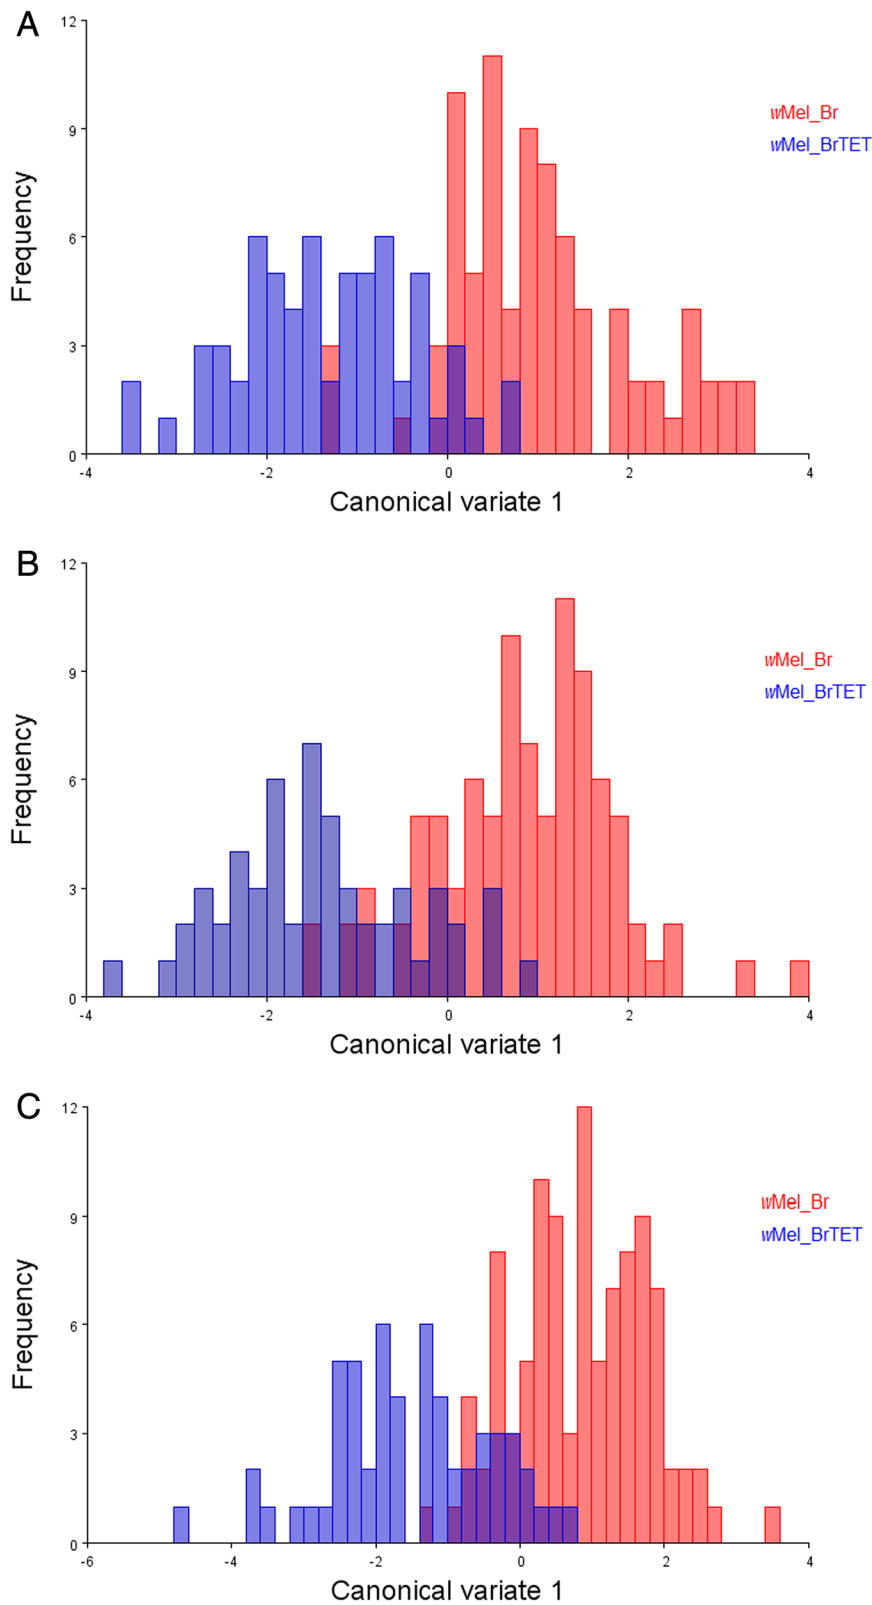 A
12
9
6
3
0
Frequency
-4
-2
0
2
4
Canonical variate 1
wMel_Br
wMel_BrTET
B
12
9
6
3
0
Frequency
-4
-2
0
2
4
Canonical variate 1
wMel_Br
wMel_BrTET
C
12
9
6
3
0
Frequency
-6
-4
-2
0
2
4
Canonical variate 1
wMel_Br
wMel_BrTET